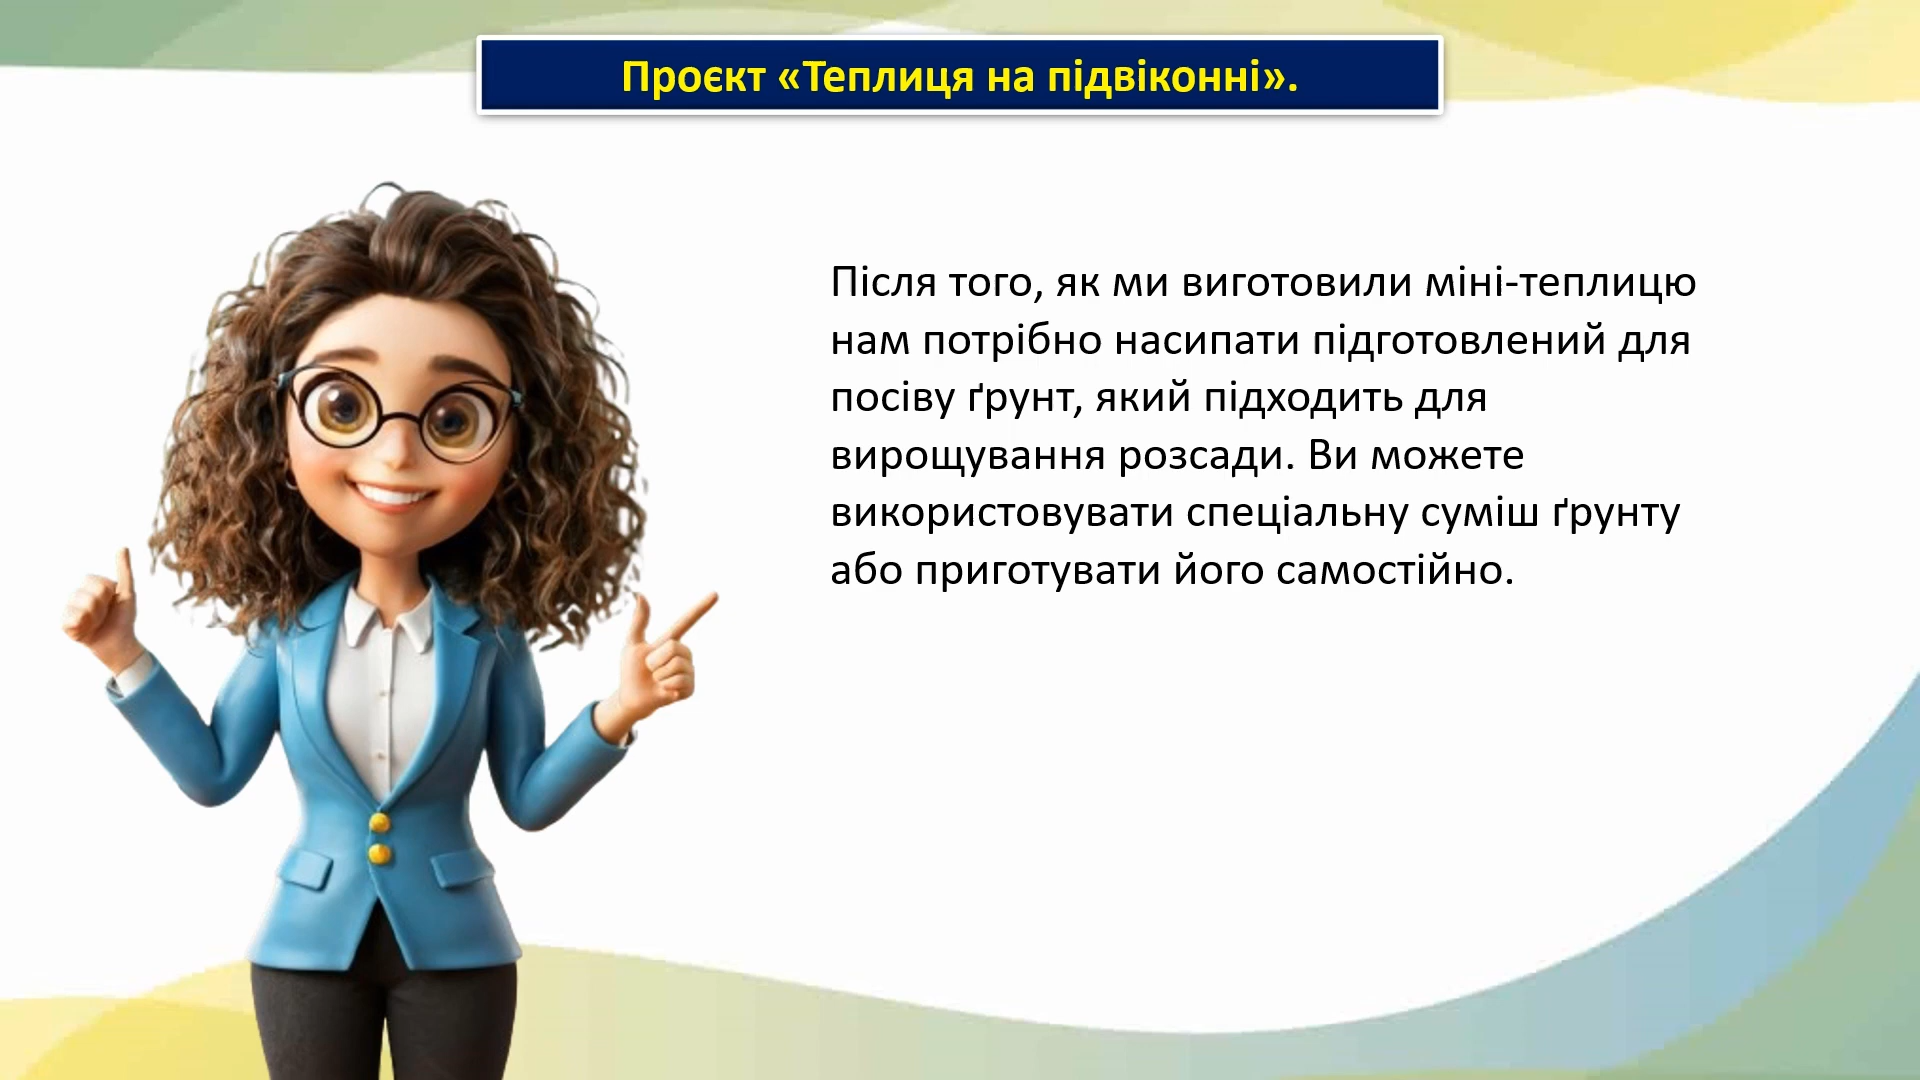 Проєкт «Теплиця на підвіконні».
Після того, як ми виготовили міні-теплицю
нам потрібно насипати підготовлений для
посіву ґрунт, який підходить для
вирощування розсади. Ви можете
використовувати спеціальну суміш ґрунту
або приготувати його самостійно.